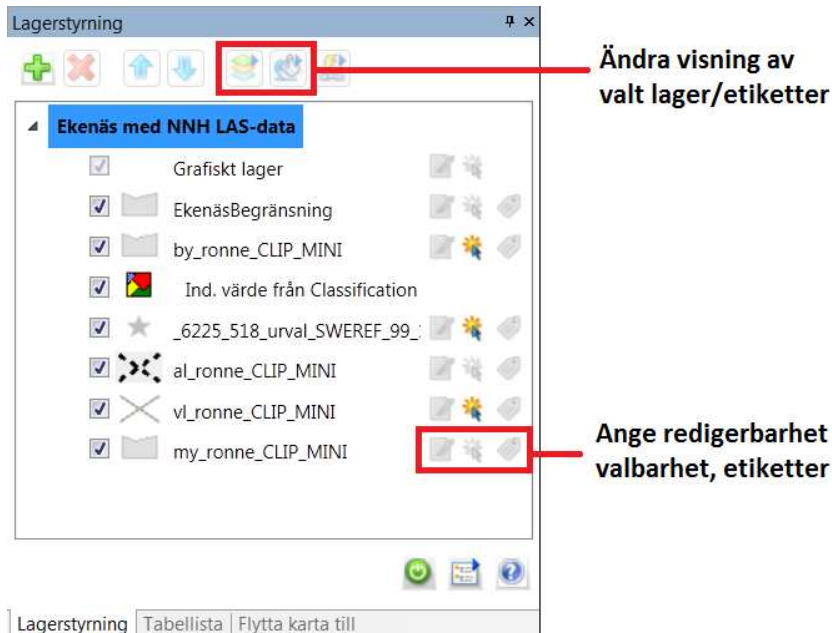 Lagerstyrning
Ändra visning av
valt lager/etiketter
Ekenäs med NNH LAS-data
Grafiskt lager
EkenäsBegränsning
by_ronne_CLIP_MINI
Ind. värde från Classification
_6225_518_urval_SWEREF_99_
al_ronne_CLIP_MINI
vl_ronne_CLIP_MINI
my_ronne_CLIP_MINI
Ange redigerbarhet
valbarhet, etiketter
Lagerstyrning Tabellista Flytta karta till